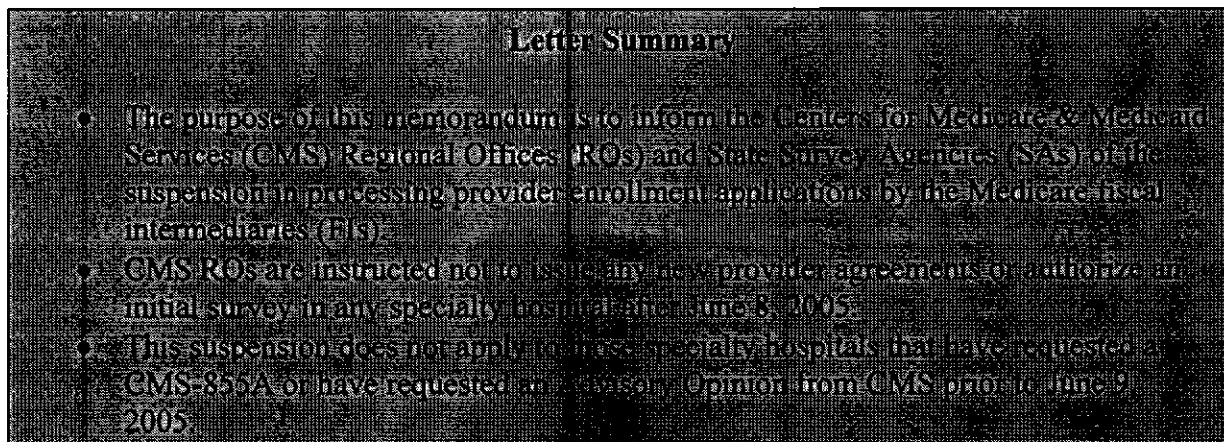 Letter Summary
• The purpose of this memorandum is to inform the Centers for Medicare & Medicaid
Services (CMS) Regional Offices (ROs) and State Survey Agencies (SAs) of the
suspension in processing provider enrollment applications by the Medicare fiscal
intermediaries (FIs).
• CMS ROs are instructed not to issue any new provider agreements or authorize an
initial survey in any specialty hospital after June 8, 2005.
• This suspension does not apply to those specialty hospitals that have requested a
CMS-855A or have requested an Advisory Opinion from CMS prior to June 9
2005.